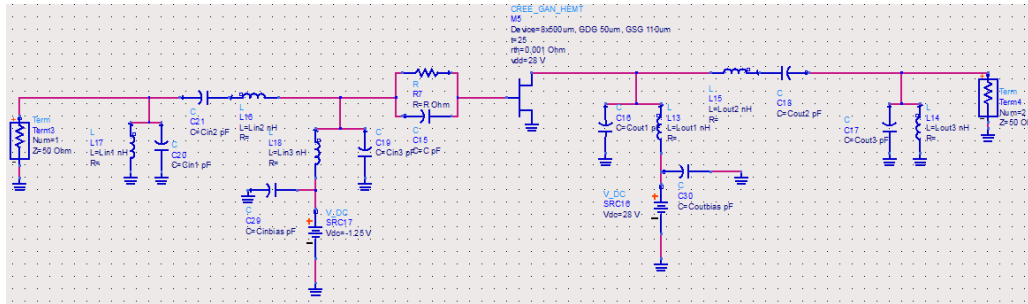 CREE_GAN_HEMT
M5
Device=8x500um, GDG 50um, GSG 110um
t=25
rth=0.001 Ohm
vdd=28 V
Term
Term3
Num=1
Z=50 Ohm
L
L17
L=Lin1 nH
R=
C
C20
C=Cin1 pF
C
C21
C=Cin2 pF
L
L16
L=Lin2 nH
R=
L
L18
L=Lin3 nH
R=
C
C19
C=Cin3 pF
R
R7
R=R Ohm
C
C15
C=C pF
C
C29
C=Cinbias pF
V_DC
SRC17
Vdc=-1.25 V
C
C16
C=Cout1 pF
L
L13
L=Lout1 nH
R=
C
C30
C=Coutbias pF
V_DC
SRC16
Vdc=28 V
L
L15
L=Lout2 nH
R=
C
C18
C=Cout2 pF
C
C17
C=Cout3 pF
L
L14
L=Lout3 nH
R=
Term
Term4
Num=2
Z=50 Ohm